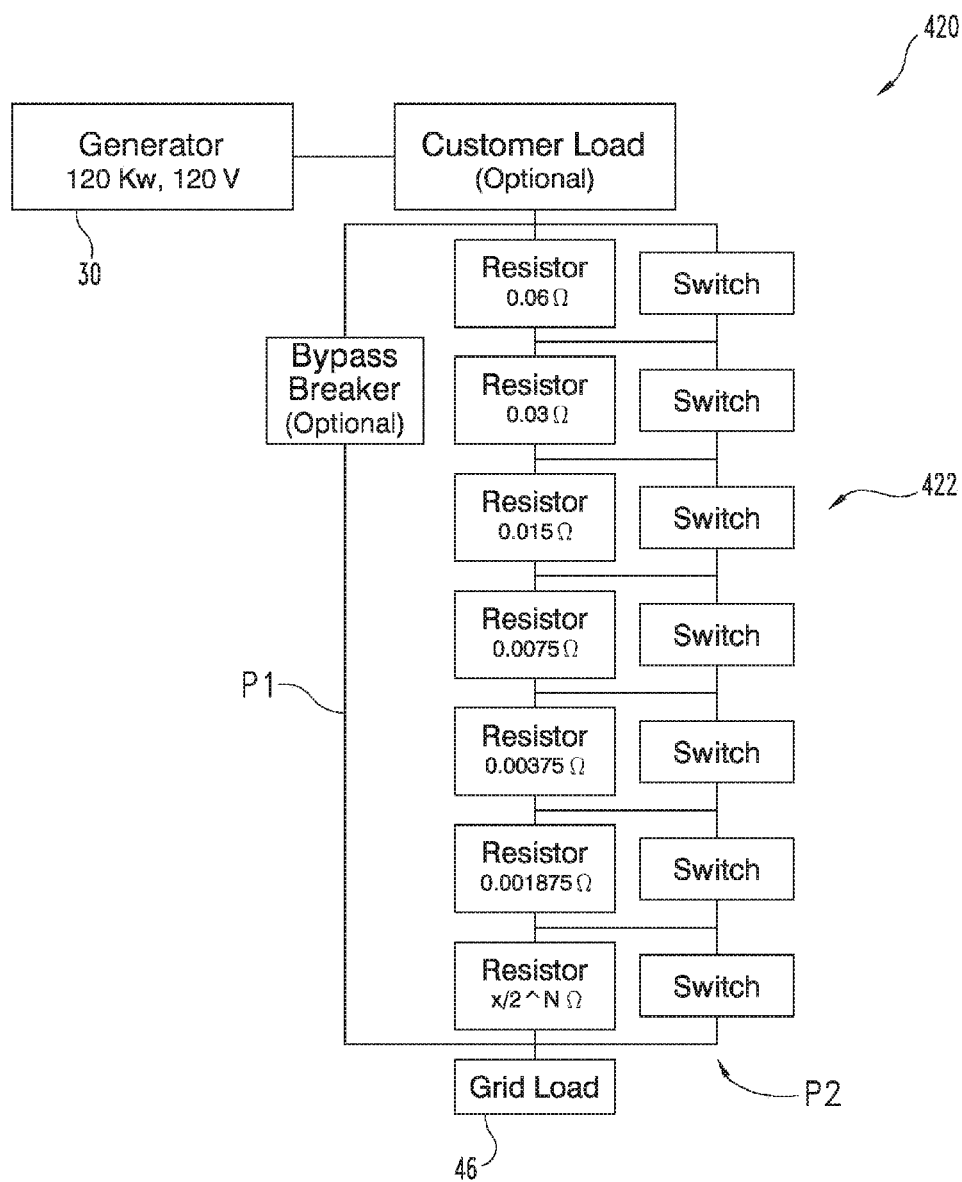 420
Generator
120 Kw, 120 V
30
Customer Load
(Optional)
Resistor
0.06 Ω
Switch
Bypass
Breaker
(Optional)
Resistor
0.03 Ω
Switch
Resistor
0.015 Ω
Switch
422
Resistor
0.0075 Ω
Switch
P1
Resistor
0.00375 Ω
Switch
Resistor
0.001875 Ω
Switch
Resistor
x/2^N Ω
Switch
Grid Load
P2
46